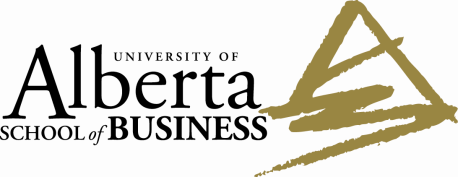 UNIVERSITY OF
Alberta
SCHOOL of BUSINESS